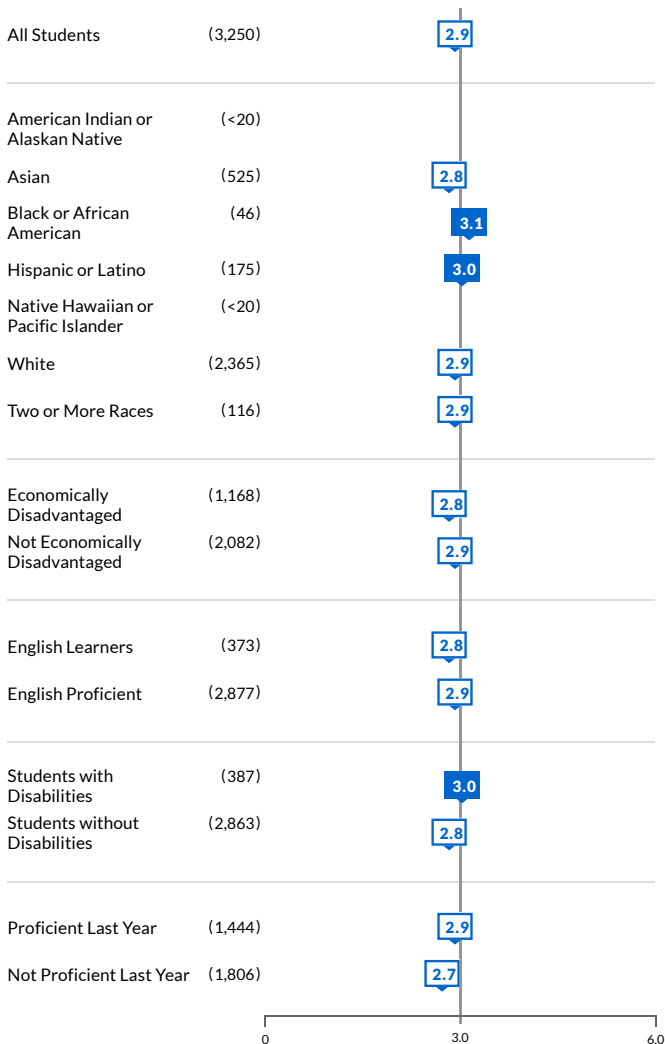 All Students (3,250) 2.9
American Indian or (<20)
Alaskan Native
Asian (525) 2.8
Black or African (46) 3.1
American
Hispanic or Latino (175) 3.0
Native Hawaiian or (<20)
Pacific Islander
White (2,365) 2.9
Two or More Races (116) 2.9
Economically (1,168) 2.8
Disadvantaged
Not Economically (2,082) 2.9
Disadvantaged
English Learners (373) 2.8
English Proficient (2,877) 2.9
Students with (387) 3.0
Disabilities
Students without (2,863) 2.8
Disabilities
Proficient Last Year (1,444) 2.9
Not Proficient Last Year (1,806) 2.7
0 3.0 6.0